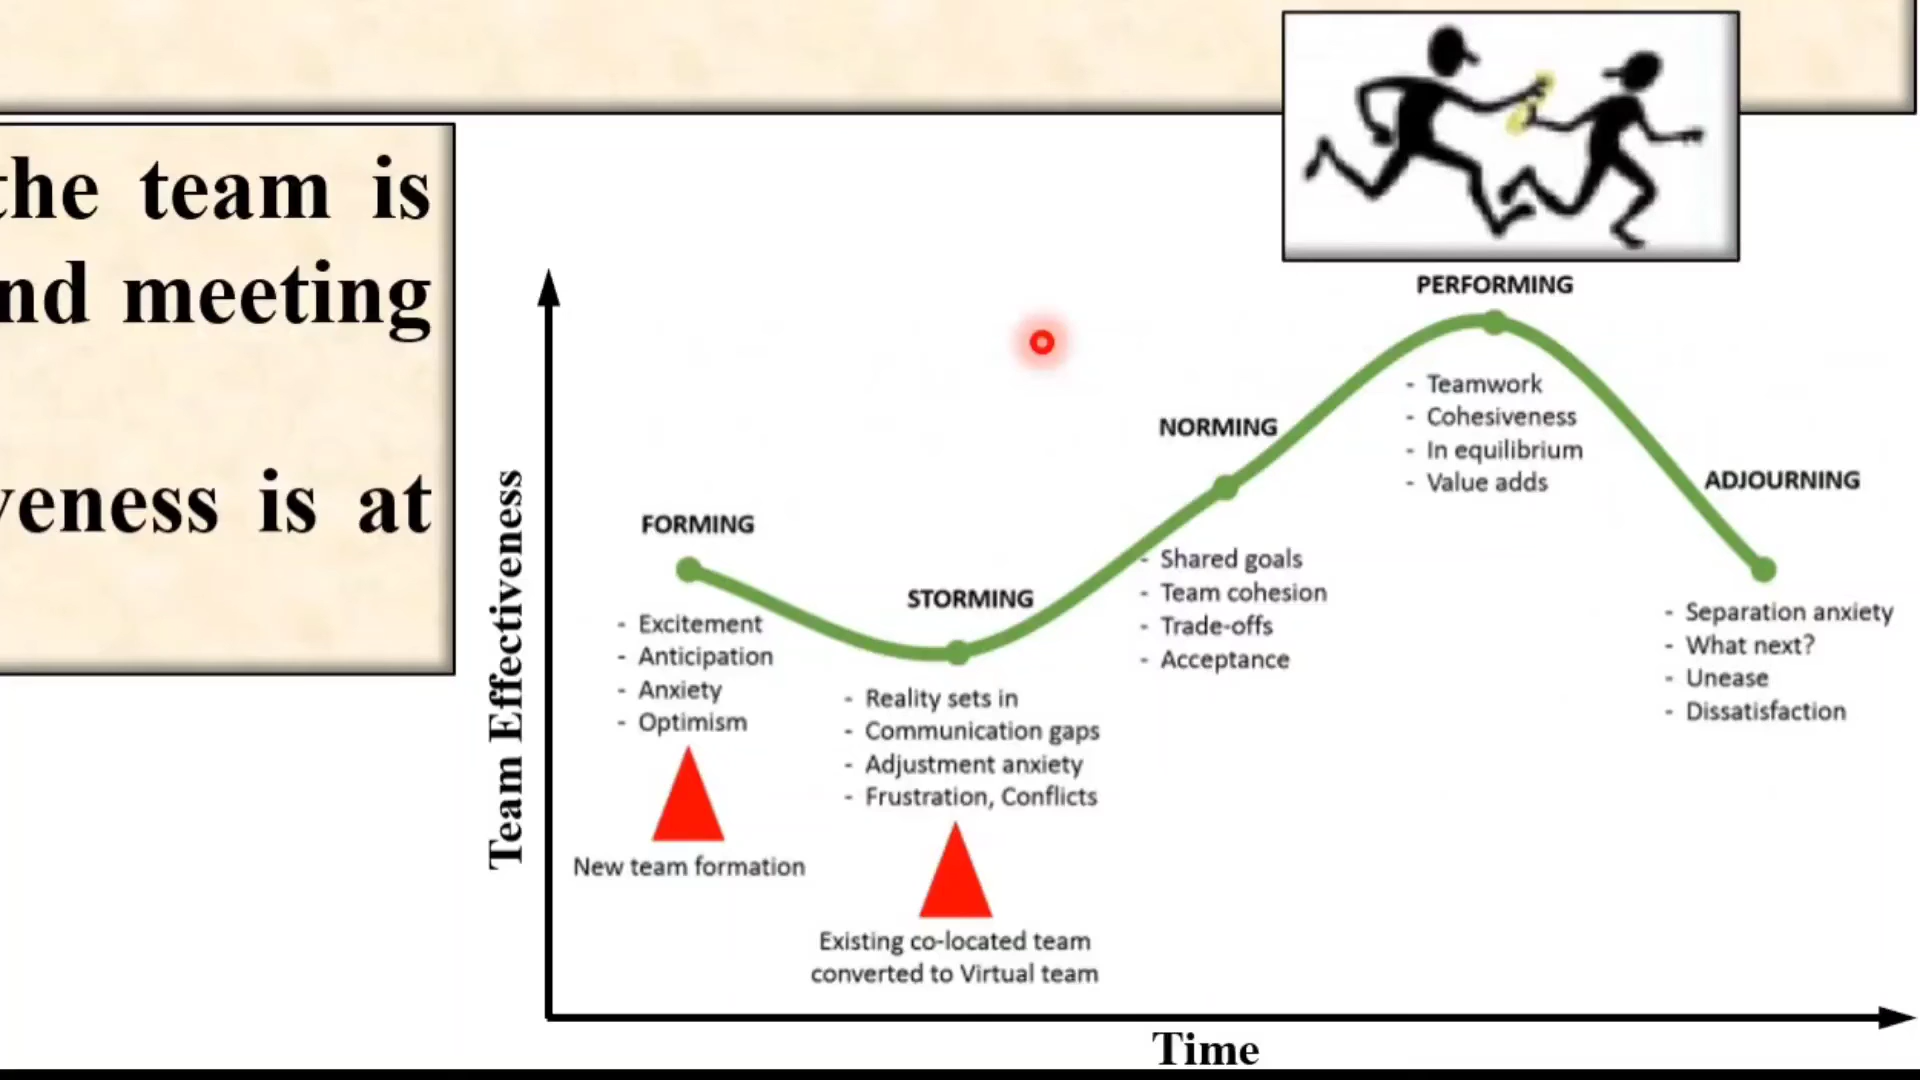 the team is
nd meeting
veness is at
PERFORMING
- Teamwork
- Cohesiveness
- In equilibrium
- Value adds
NORMING
- Shared goals
- Team cohesion
- Trade-offs
- Acceptance
ADJOURNING
- Separation anxiety
- What next?
- Unease
- Dissatisfaction
FORMING
- Excitement
- Anticipation
- Anxiety
- Optimism
New team formation
STORMING
- Reality sets in
- Communication gaps
- Adjustment anxiety
- Frustration, Conflicts
Existing co-located team
converted to Virtual team
Team Effectiveness
Time